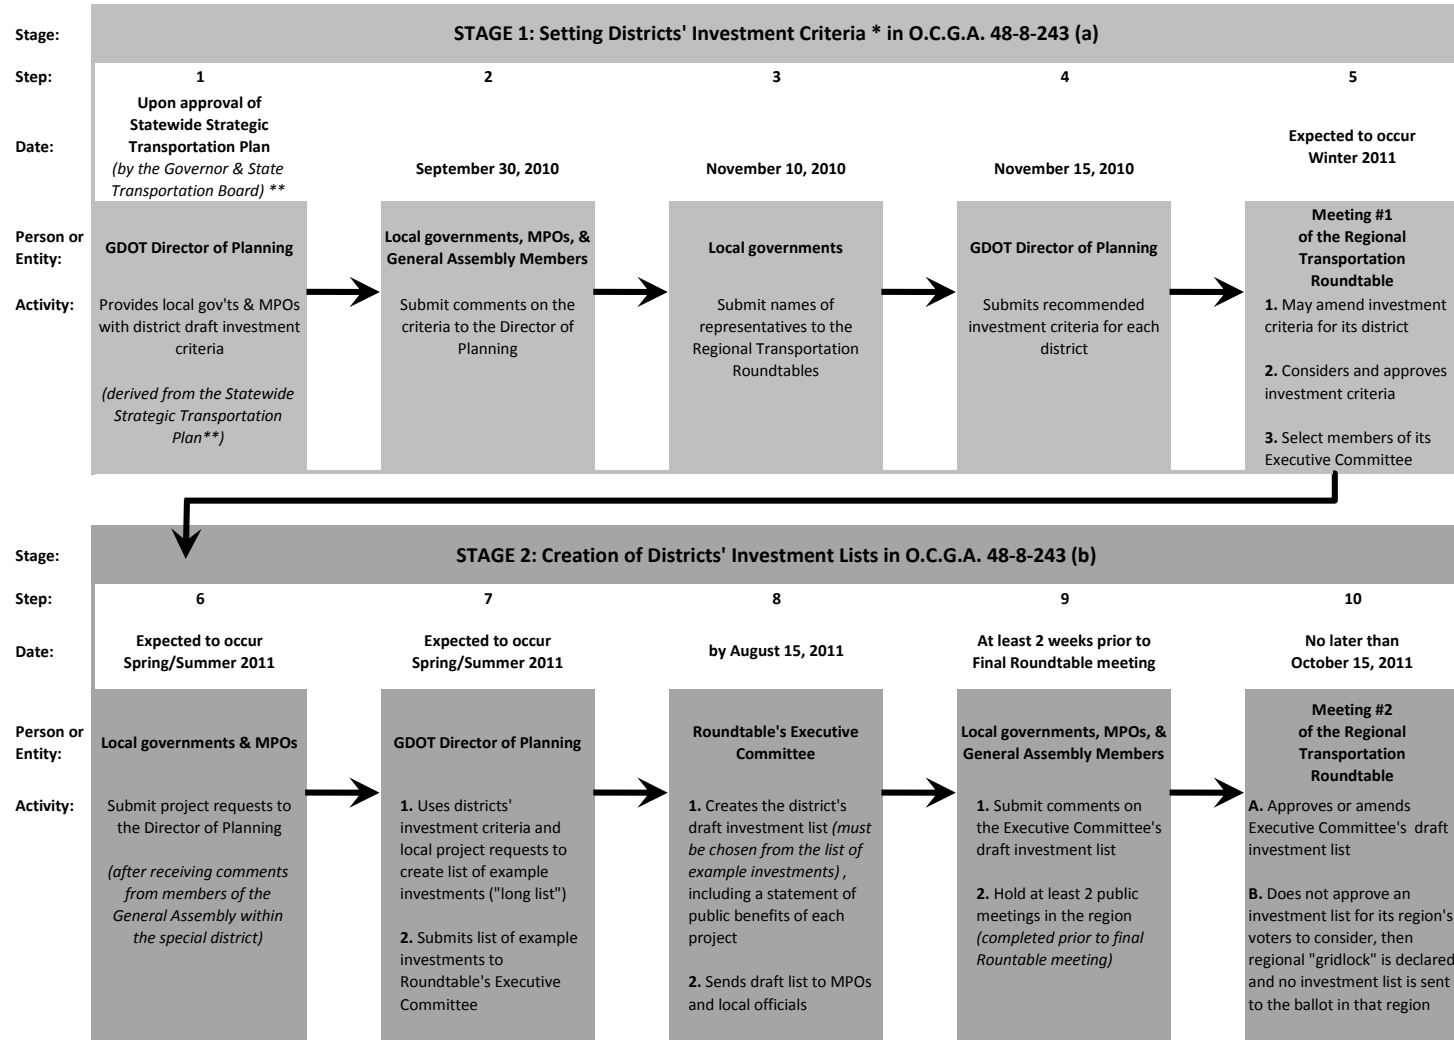 Stage:
STAGE 1: Setting Districts' Investment Criteria * in O.C.G.A. 48-8-243 (a)
Step:
1
2
3
4
5
Date:
Upon approval of
Statewide Strategic
Transportation Plan
(by the Governor & State
Transportation Board) **
September 30, 2010
November 10, 2010
November 15, 2010
Expected to occur
Winter 2011
Person or
Entity:
GDOT Director of Planning
Local governments, MPOs, &
General Assembly Members
Local governments
GDOT Director of Planning
Meeting #1
of the Regional
Transportation
Roundtable
Activity:
Provides local gov'ts & MPOs
with district draft investment
criteria
(derived from the Statewide
Strategic Transportation
Plan**)
Submit comments on the
criteria to the Director of
Planning
Submit names of
representatives to the
Regional Transportation
Roundtables
Submits recommended
investment criteria for each
district
1. May amend investment
criteria for its district
2. Considers and approves
investment criteria
3. Select members of its
Executive Committee
Stage:
STAGE 2: Creation of Districts' Investment Lists in O.C.G.A. 48-8-243 (b)
Step:
6
7
8
9
10
Date:
Expected to occur
Spring/Summer 2011
Expected to occur
Spring/Summer 2011
by August 15, 2011
At least 2 weeks prior to
Final Roundtable meeting
No later than
October 15, 2011
Person or
Entity:
Local governments & MPOs
GDOT Director of Planning
Roundtable's Executive
Committee
Local governments, MPOs, &
General Assembly Members
Meeting #2
of the Regional
Transportation
Roundtable
Activity:
Submit project requests to
the Director of Planning
(after receiving comments
from members of the
General Assembly within
the special district)
1. Uses districts'
investment criteria and
local project requests to
create list of example
investments ("long list")
2. Submits list of example
investments to
Roundtable's Executive
Committee
1. Creates the district's
draft investment list (must
be chosen from the list of
example investments) ,
including a statement of
public benefits of each
project
2. Sends draft list to MPOs
and local officials
1. Submit comments on
the Executive Committee's
draft investment list
2. Hold at least 2 public
meetings in the region
(completed prior to final
Rountable meeting)
A. Approves or amends
Executive Committee's draft
investment list
B. Does not approve an
investment list for its region's
voters to consider, then
regional "gridlock" is declared
and no investment list is sent
to the ballot in that region